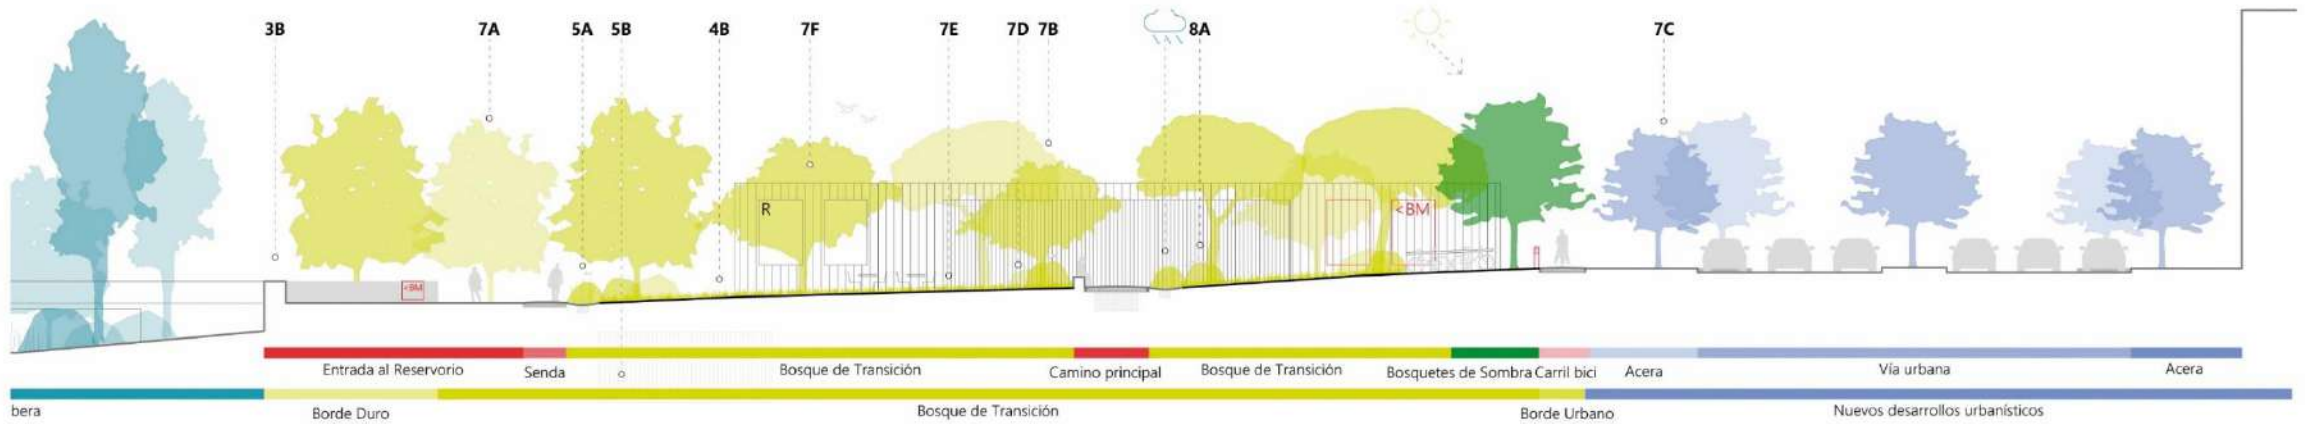 3B 7A 5A 5B 4B 7F 7E 7D 7B 8A 7C
R <BM
<BM
Entrada al Reservorio Senda Bosque de Transición Camino principal Bosque de Transición Bosquetes de Sombra Carril bici Acera Vía urbana Acera
bera Borde Duro Bosque de Transición Borde Urbano Nuevos desarrollos urbanísticos